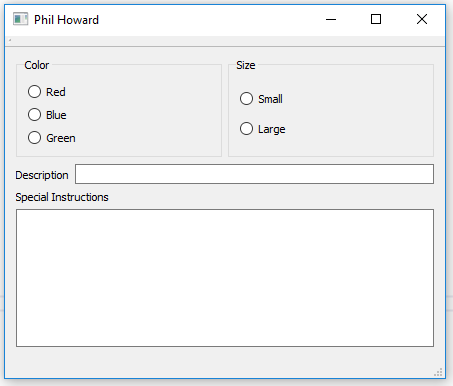 Phil Howard
Color
Size
Red
Blue
Green
Small
Large
Description
Special Instructions